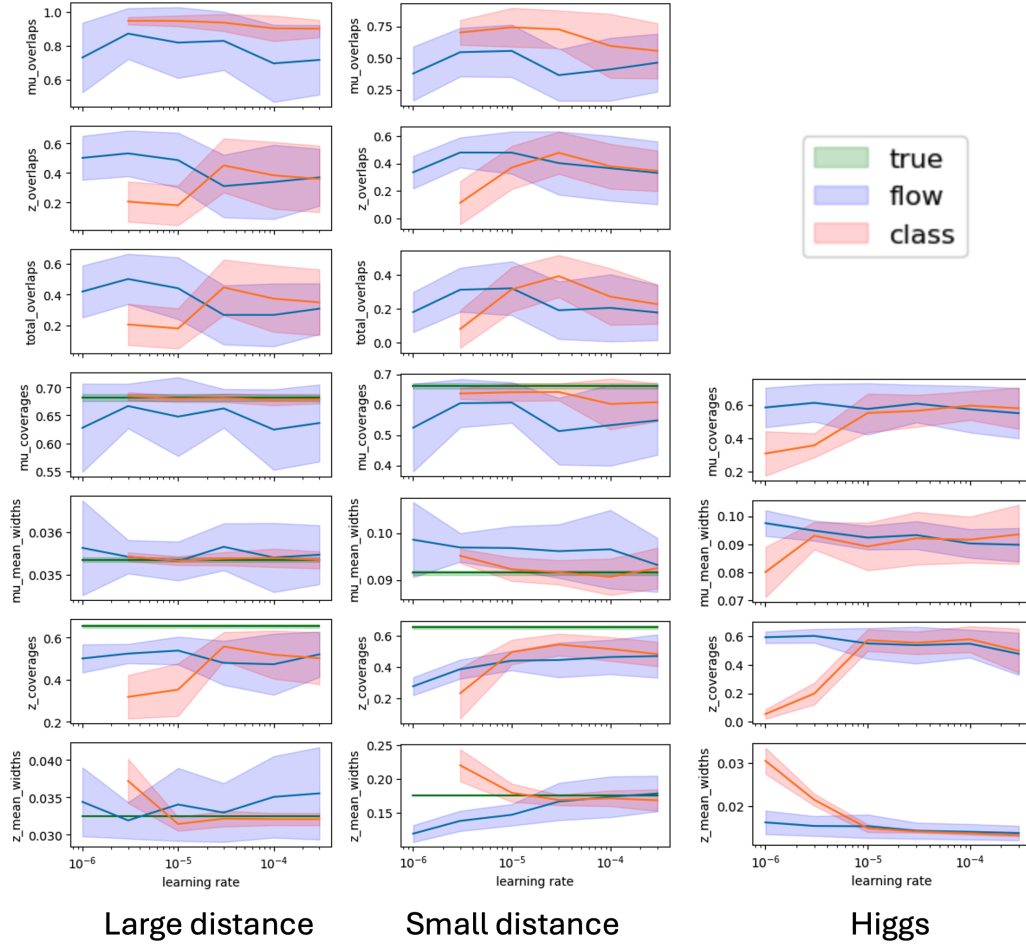 mu_overlaps
1.0
0.8
0.6
mu_overlaps
0.75
0.50
0.25
z_overlaps
0.6
0.4
0.2
z_overlaps
0.6
0.4
0.2
0.0
true
flow
class
total_overlaps
0.6
0.4
0.2
total_overlaps
0.4
0.2
0.0
mu_coverages
0.70
0.65
0.60
0.55
mu_coverages
0.7
0.6
0.5
0.4
mu_coverages
0.6
0.4
0.2
mu_mean_widths
0.036
0.035
mu_mean_widths
0.10
0.09
mu_mean_widths
0.10
0.09
0.08
0.07
z_coverages
0.6
0.4
0.2
z_coverages
0.6
0.4
0.2
0.0
z_coverages
0.6
0.4
0.2
0.0
z_mean_widths
0.040
0.035
0.030
z_mean_widths
0.25
0.20
0.15
z_mean_widths
0.03
0.02
10⁻⁶ 10⁻⁵ 10⁻⁴
10⁻⁶ 10⁻⁵ 10⁻⁴
10⁻⁶ 10⁻⁵ 10⁻⁴
learning rate
learning rate
learning rate
Large distance
Small distance
Higgs